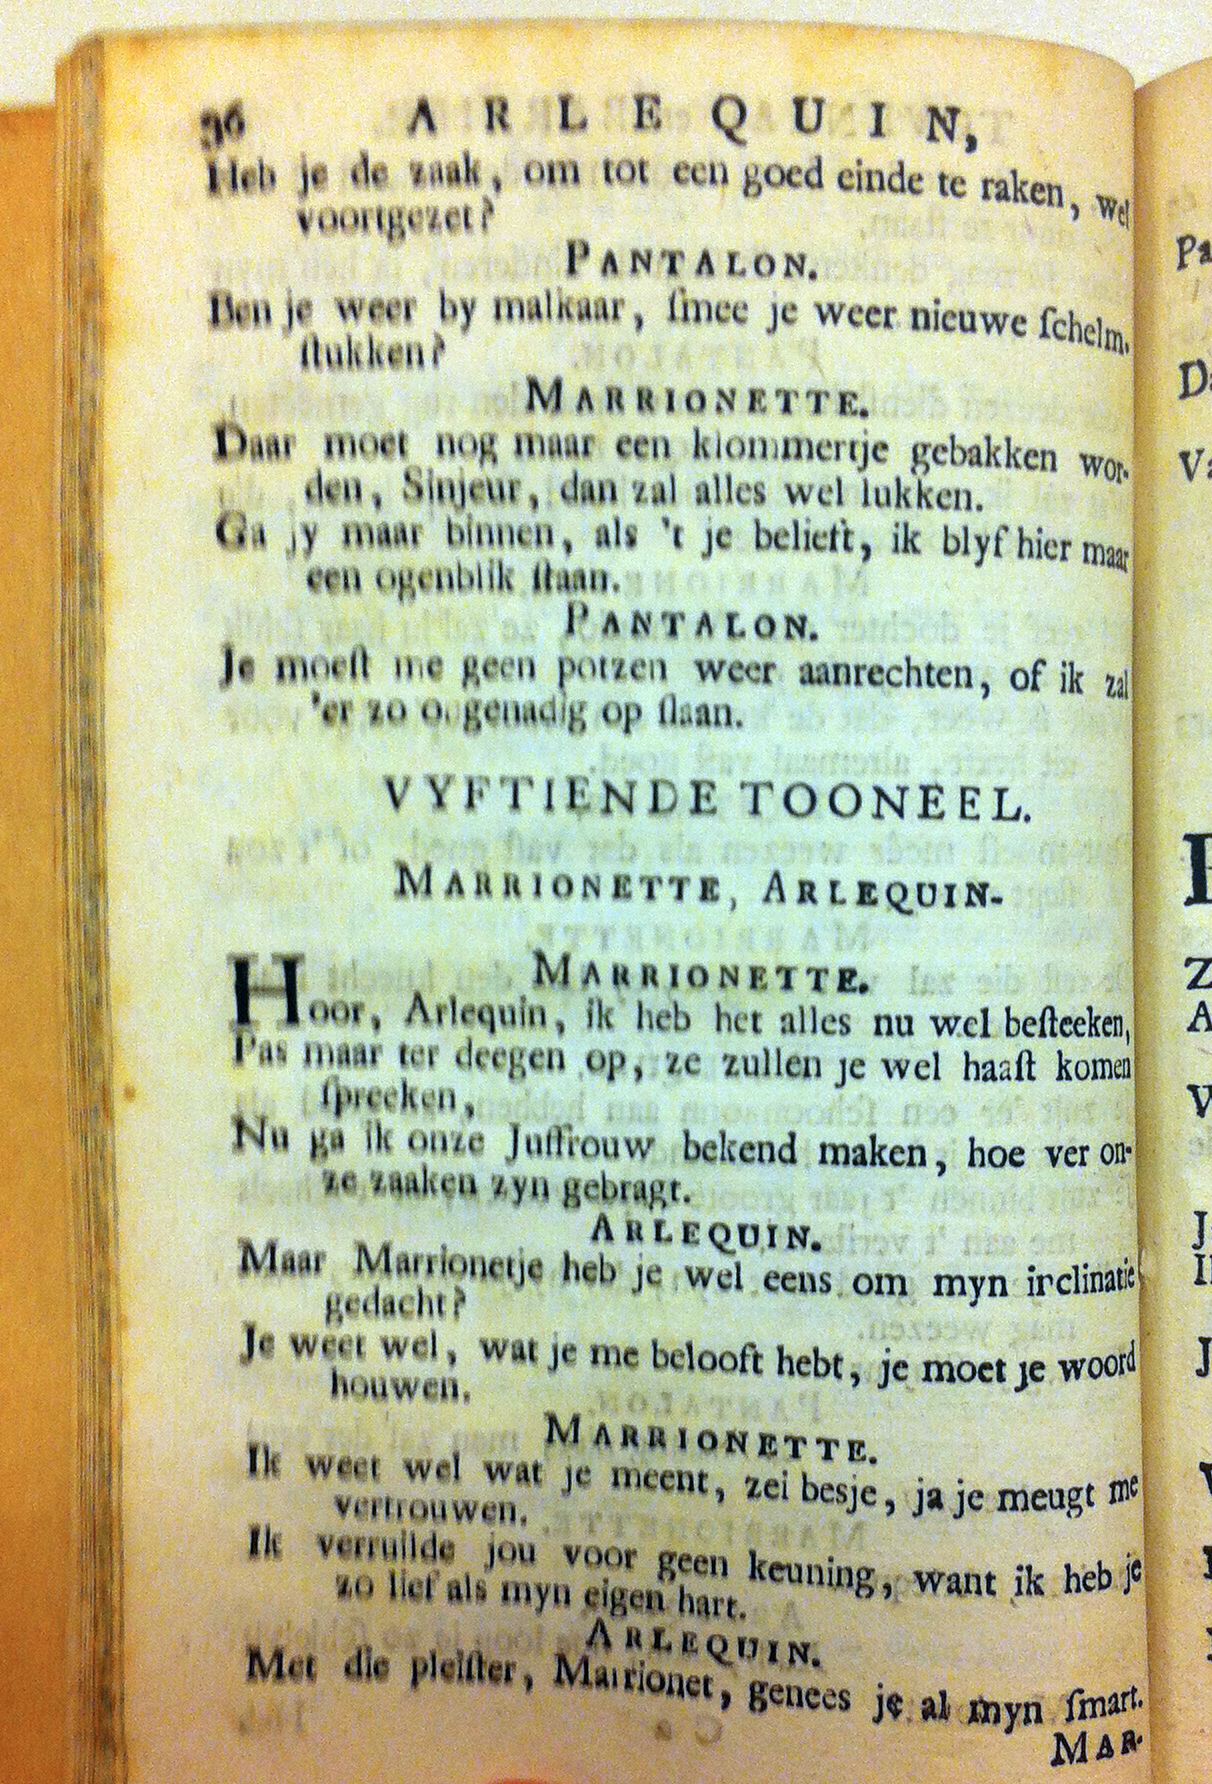 36 ARLEQUIN,
Heb je de zaak, om tot een goed einde te raken, wel
voortgezet?
PANTALON.
Ben je weer by malkaar, ſmee je weer nieuwe ſchelm-
ſtukken?
MARRIONETTE.
Daar moet nog maar een klommertje gebakken wor-
den, Sinjeur, dan zal alles wel lukken.
Ga jy maar binnen, als 't je belieft, ik blyf hier maar
een ogenblik ſtaan.
PANTALON.
Je moeſt me geen potzen weer aanrechten, of ik zal
'er zo ongenadig op ſlaan.
VYFTIENDE TOONEEL.
MARRIONETTE, ARLEQUIN.
MARRIONETTE.
Hoor, Arlequin, ik heb het alles nu wel beſteeken,
Pas maar ter deegen op, ze zullen je wel haaſt komen
ſpreeken,
Nu ga ik onze Juffrouw bekend maken, hoe ver on-
ze zaaken zyn gebragt.
ARLEQUIN.
Maar Marrionetje heb je wel eens om myn inclinatie
gedacht?
Je weet wel, wat je me belooft hebt, je moet je woord
houwen.
MARRIONETTE.
Ik weet wel wat je meent, zei besje, ja je meugt me
vertrouwen.
Ik verruilde jou voor geen keuning, want ik heb je
zo lief als myn eigen hart.
ARLEQUIN.
Met die pleiſter, Marrionet, genees je al myn ſmart.
MAR-
Pa
D
Va
Z
A
V
J
I
J